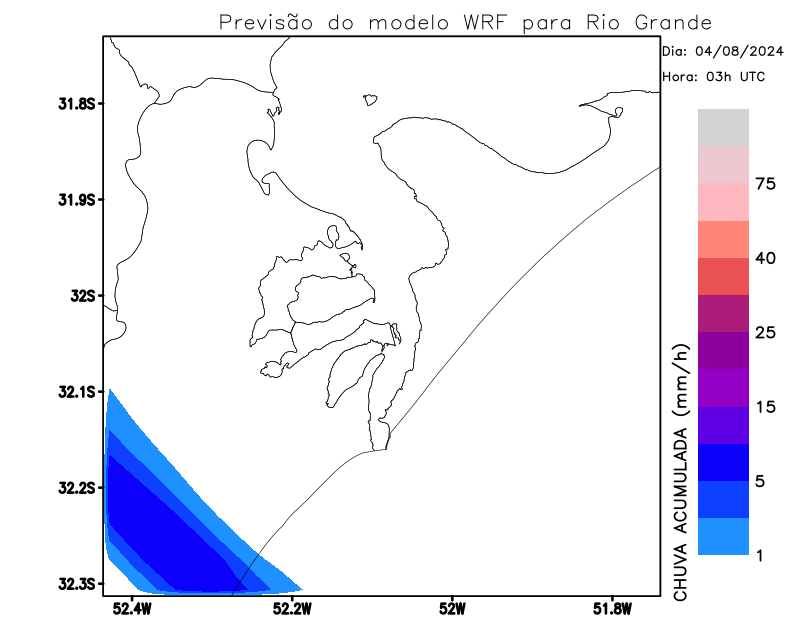 Previsão do modelo WRF para Rio Grande
Dia: 04/08/2024
Hora: 03h UTC
31.8S
31.9S
32S
32.1S
32.2S
32.3S
52.4W
52.2W
52W
51.8W
75
40
25
15
5
1
CHUVA ACUMULADA (mm/h)